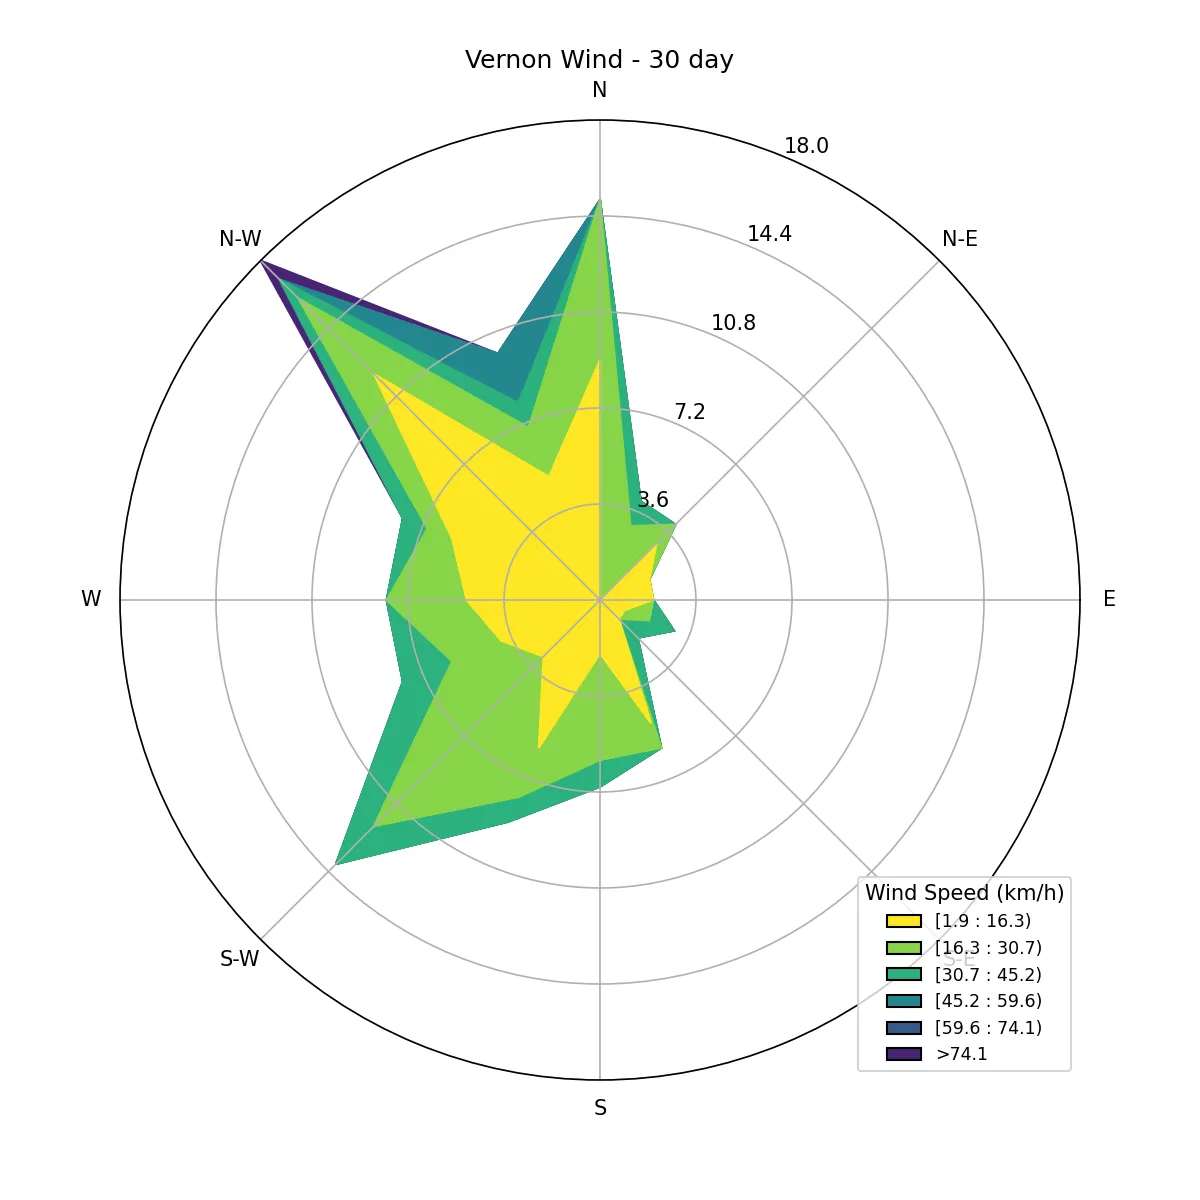 Vernon Wind - 30 day
N
18.0
14.4
N-W
N-E
10.8
7.2
3.6
W
E
Wind Speed (km/h)
[1.9 : 16.3)
[16.3 : 30.7)
S-W
S-E
[30.7 : 45.2)
[45.2 : 59.6)
[59.6 : 74.1)
>74.1
S